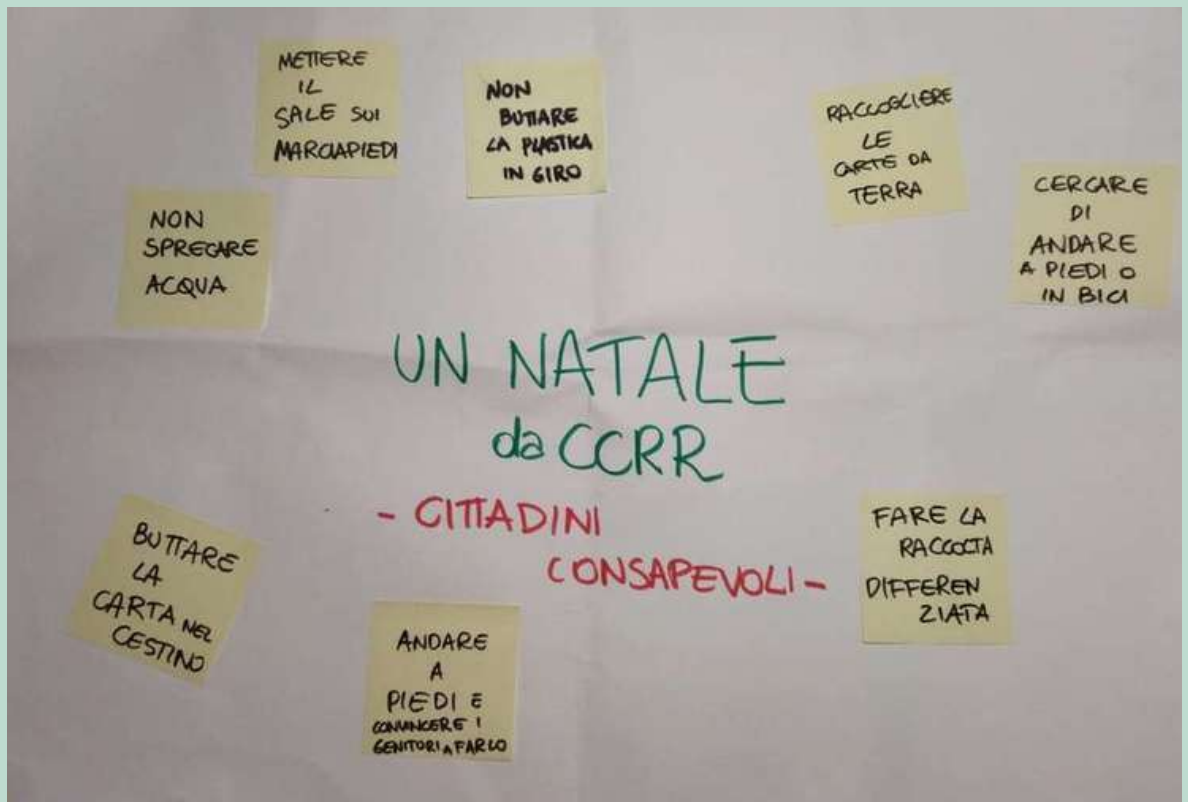 METTERE
IL
SALE SUI
MARCIAPIEDI
NON
BUTTARE
LA PLASTICA
IN GIRO
RACCOGLIERE
LE
CARTE DA
TERRA
CERCARE
DI
ANDARE
A PIEDI O
IN BICI
NON
SPRECARE
ACQUA
UN NATALE
da CCRR
- CITTADINI
CONSAPEVOLI -
BUTTARE
LA
CARTA NEL
CESTINO
ANDARE
A
PIEDI E
CONVINCERE I
GENITORI A FARLO
FARE LA
RACCOLTA
DIFFEREN
ZIATA